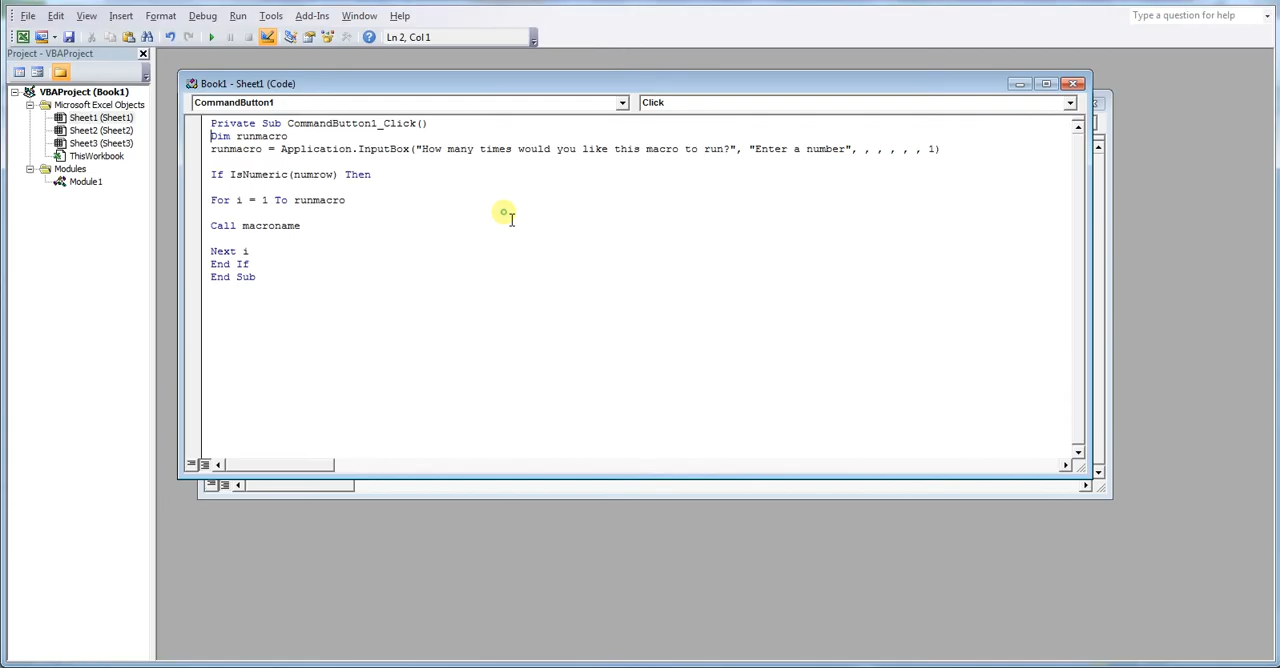 File Edit View Insert Format Debug Run Tools Add-Ins Window Help
Type a question for help
Ln 2, Col 1
Project - VBAProject
VBAProject (Book1)
Microsoft Excel Objects
Sheet1 (Sheet1)
Sheet2 (Sheet2)
Sheet3 (Sheet3)
ThisWorkbook
Modules
Module1
Book1 - Sheet1 (Code)
CommandButton1
Click
Private Sub CommandButton1_Click()
Dim runmacro
runmacro = Application.InputBox("How many times would you like this macro to run?", "Enter a number", , , , , , 1)
If IsNumeric(numrow) Then
For i = 1 To runmacro
Call macroname
Next i
End If
End Sub